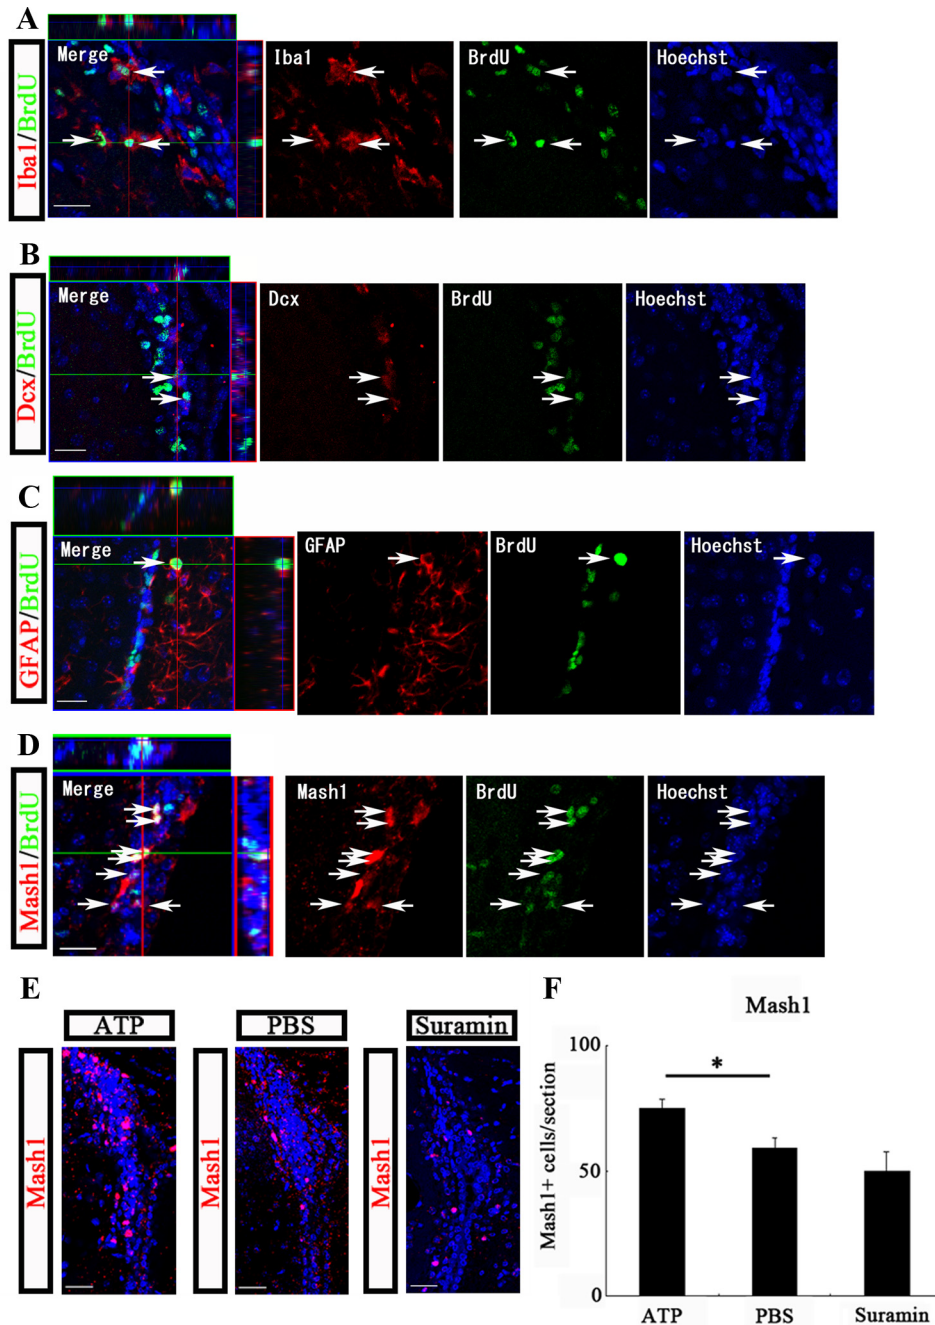 A
Iba1/BrdU
Merge
Iba1
BrdU
Hoechst
B
Dcx/BrdU
Merge
Dcx
BrdU
Hoechst
C
GFAP/BrdU
Merge
GFAP
BrdU
Hoechst
D
Mash1/BrdU
Merge
Mash1
BrdU
Hoechst
E
ATP
PBS
Suramin
Mash1
Mash1
Mash1
F
Mash1
*
Mash1+ cells/section
100
50
0
ATP
PBS
Suramin